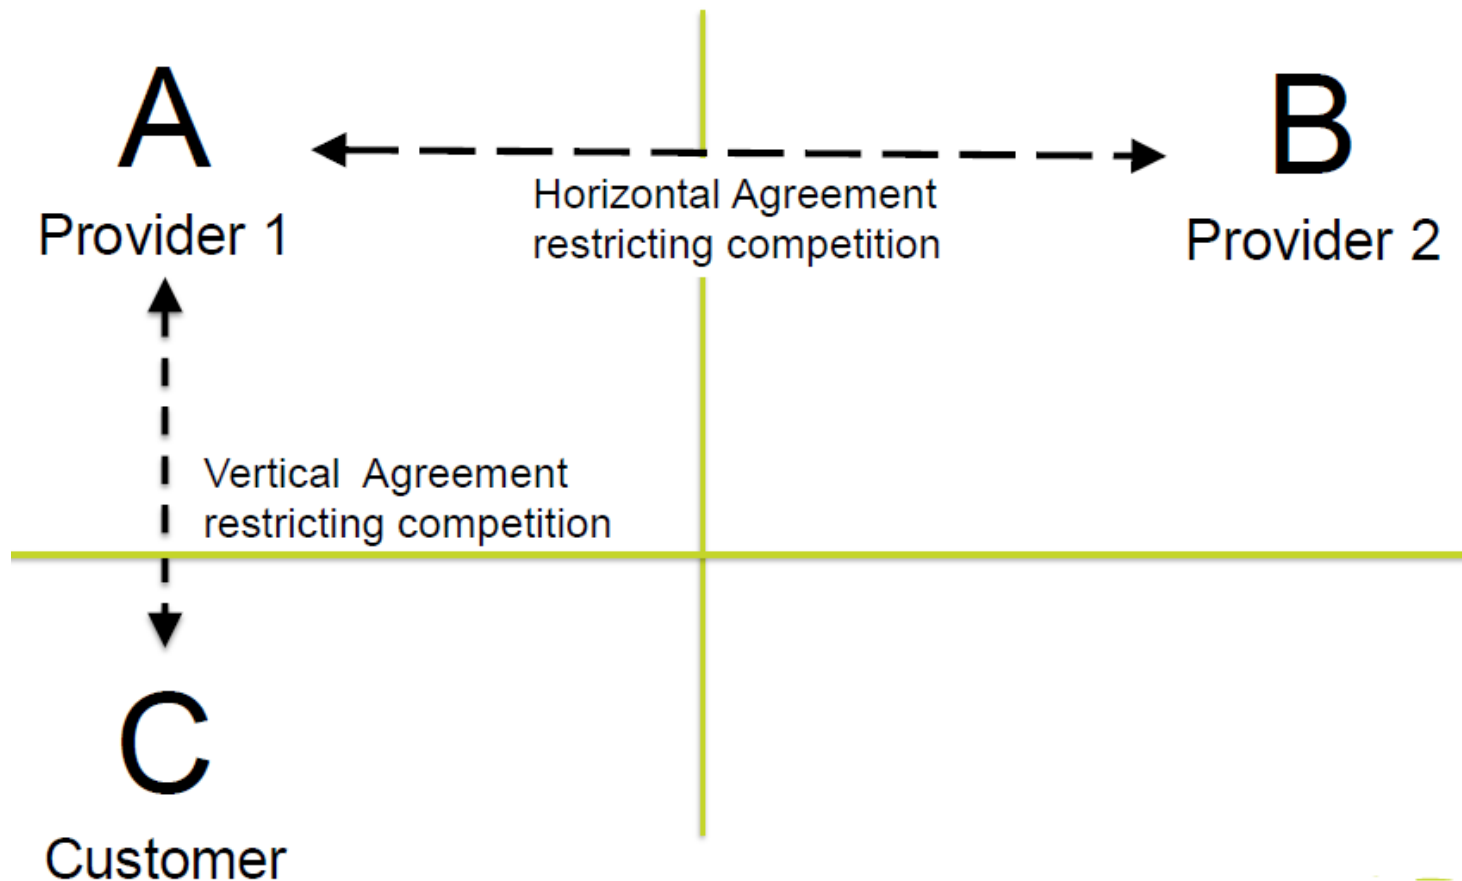 A
B
Provider 1
Horizontal Agreement
restricting competition
Provider 2
Vertical Agreement
restricting competition
C
Customer